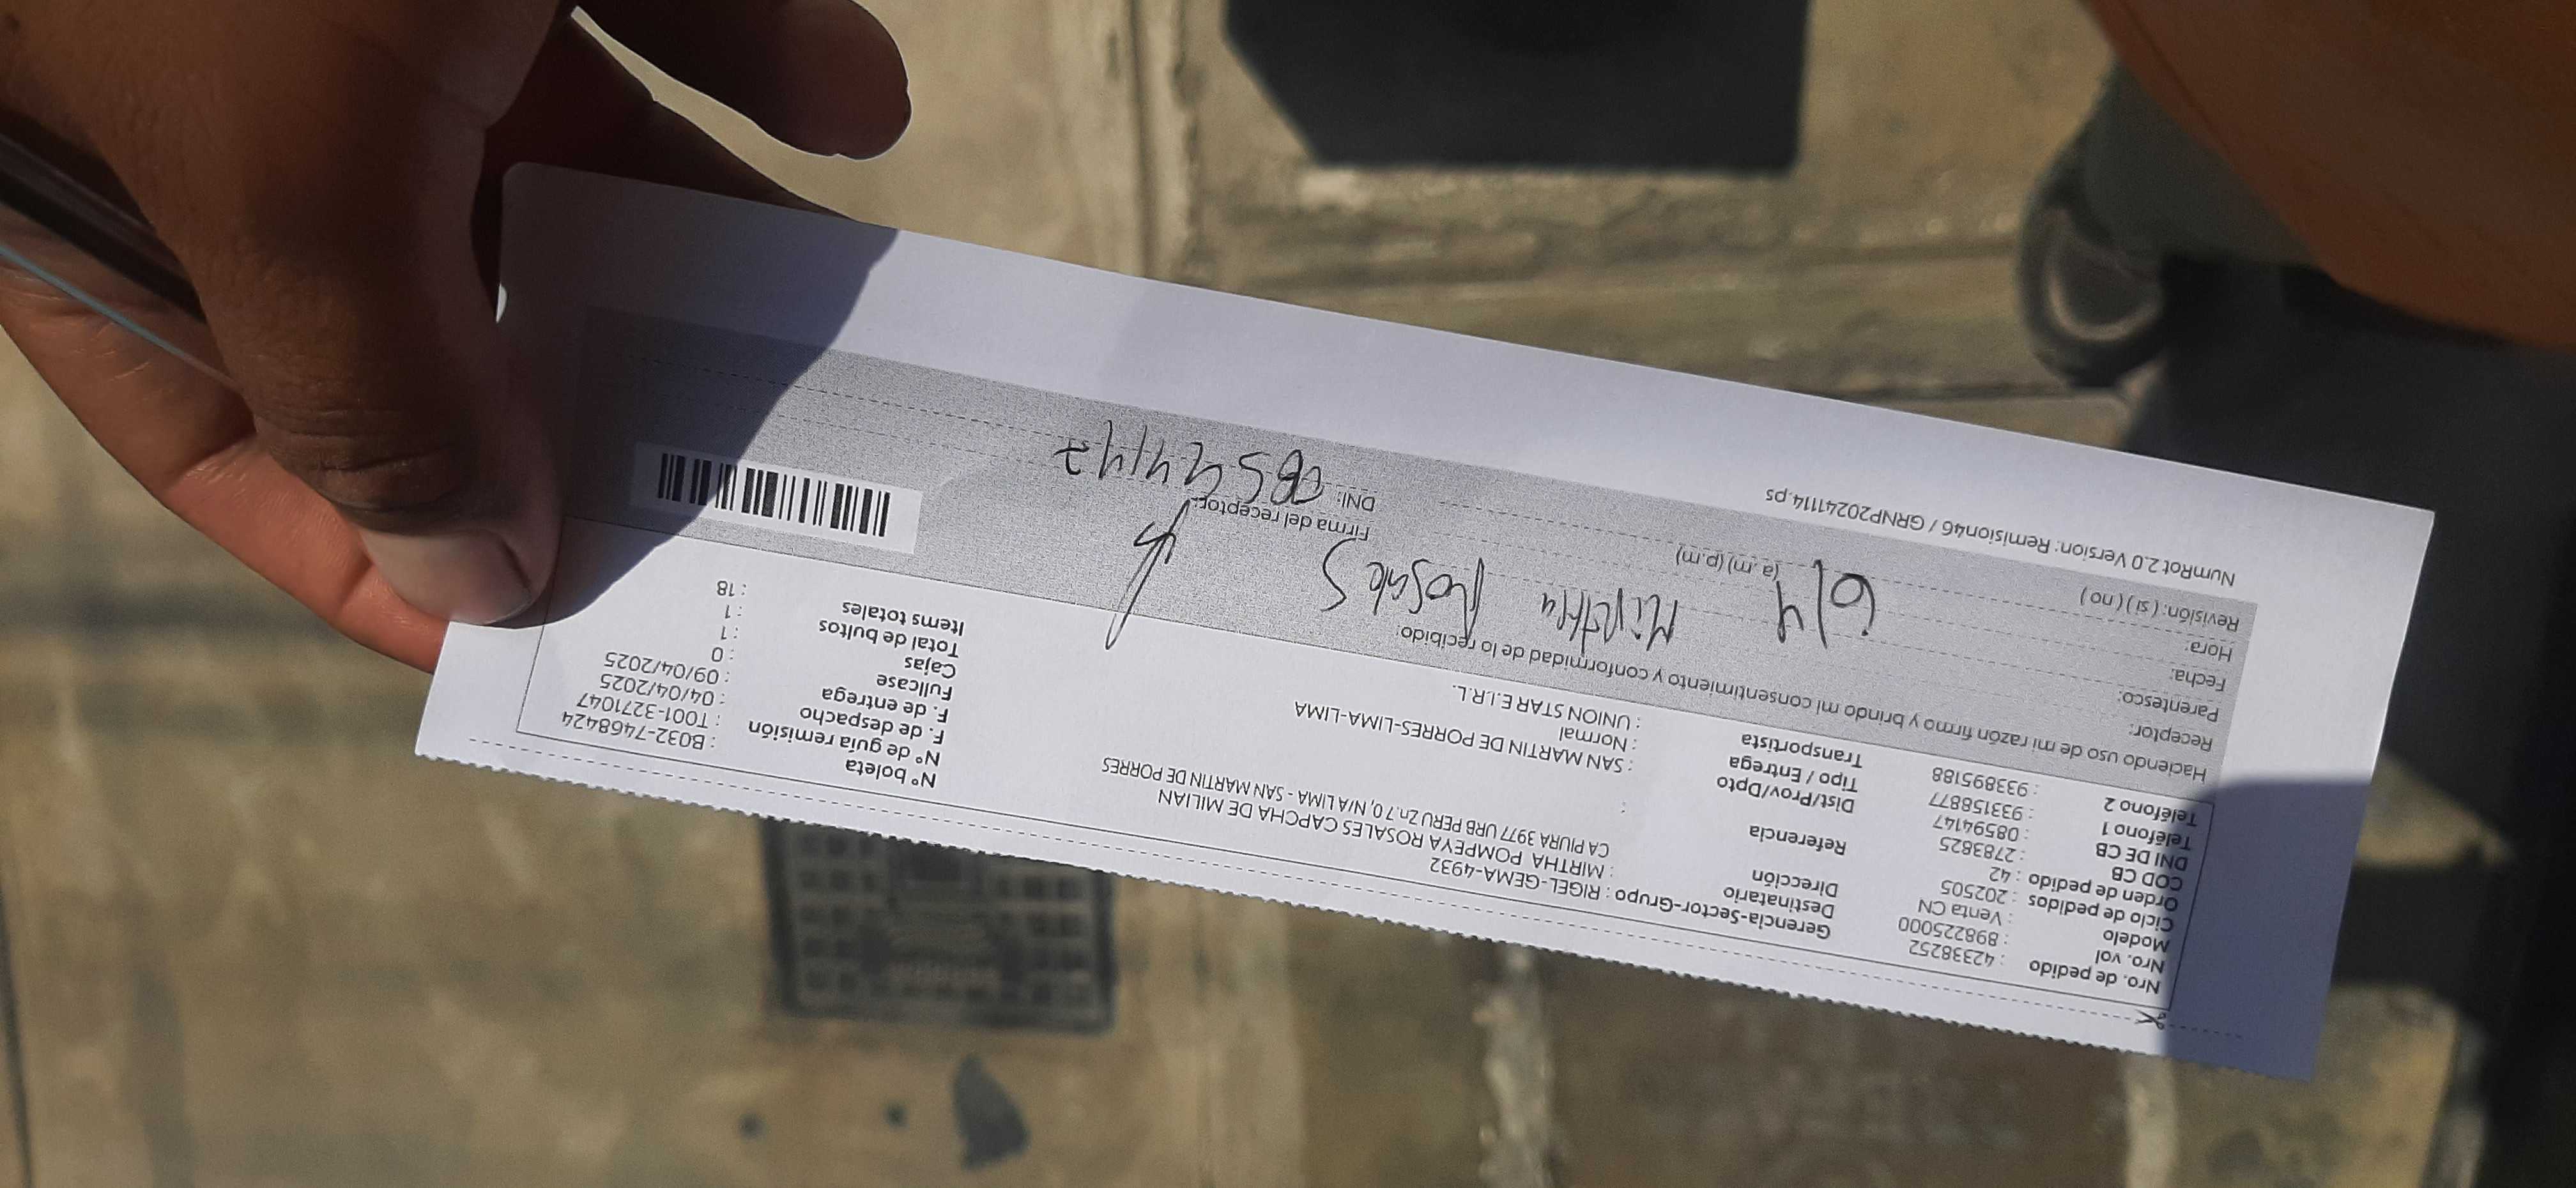 Nro. de pedido : 42338252
Nro. vol : 898225000
Modelo : Venta CN
Ciclo de pedidos : 202505
Orden de pedido : 42
COD CB : 2783825
DNI DE CB : 08594147
Teléfono 1 : 933158877
Teléfono 2 : 933895188
Gerencia-Sector-Grupo : RIGEL-GEMA-4932
Destinatario : MIRTHA POMPEYA ROSALES CAPCHA DE MILIAN
Dirección CA PIURA 3977 URB PERU Zn.7 0, N/A LIMA - SAN MARTIN DE PORRES
Referencia :
Dist/Prov/Dpto : SAN MARTIN DE PORRES-LIMA-LIMA
Tipo / Entrega : Normal
Transportista : UNION STAR E.I.R.L.
N° boleta : B032-7468424
N° de guía remisión : T001-3271047
F. de despacho : 04/04/2025
F. de entrega : 09/04/2025
Fullcase : 0
Cajas : 1
Total de bultos : 1
Items totales : 18
Haciendo uso de mi razón firmo y brindo mi consentimiento y conformidad de lo recibido:
Receptor: Mirtha Rosales
Parentesco:
Fecha: 6/4
Hora: (a.m) (p.m)
Revisión: ( si ) ( no )
Firma del receptor:
DNI: 08594147
NumRot 2.0 Version: Remision46 / GRNP20241114.ps